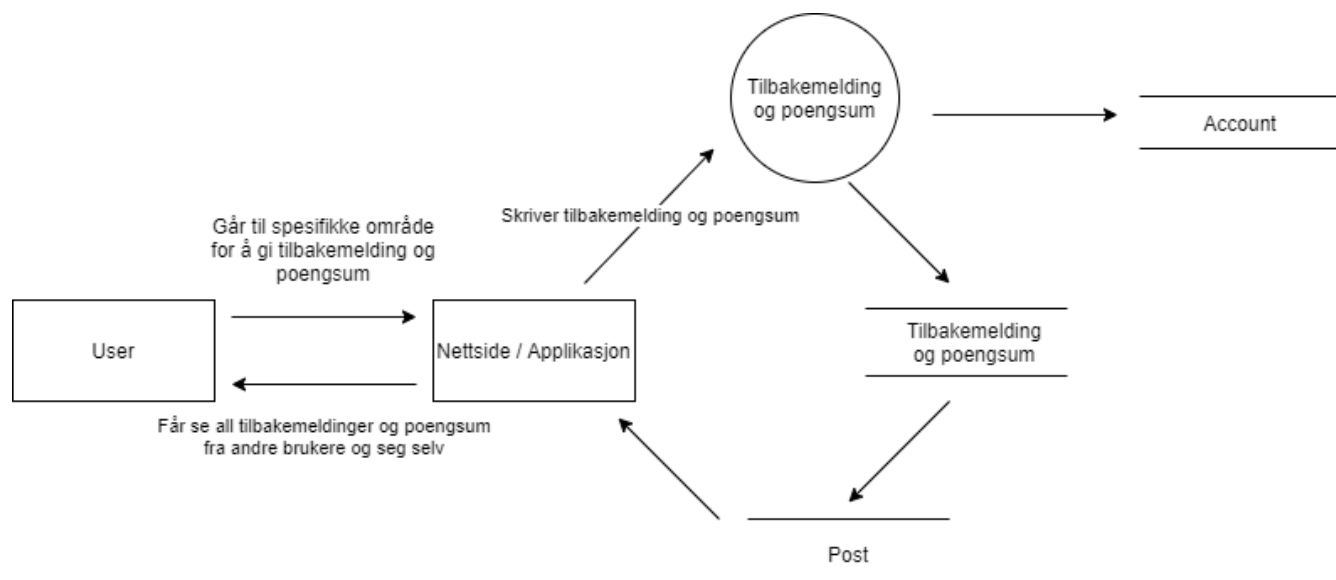 Tilbakemelding
og poengsum
Account
Skriver tilbakemelding og poengsum
Går til spesifikke område
for å gi tilbakemelding og
poengsum
User
Nettside / Applikasjon
Tilbakemelding
og poengsum
Får se all tilbakemeldinger og poengsum
fra andre brukere og seg selv
Post